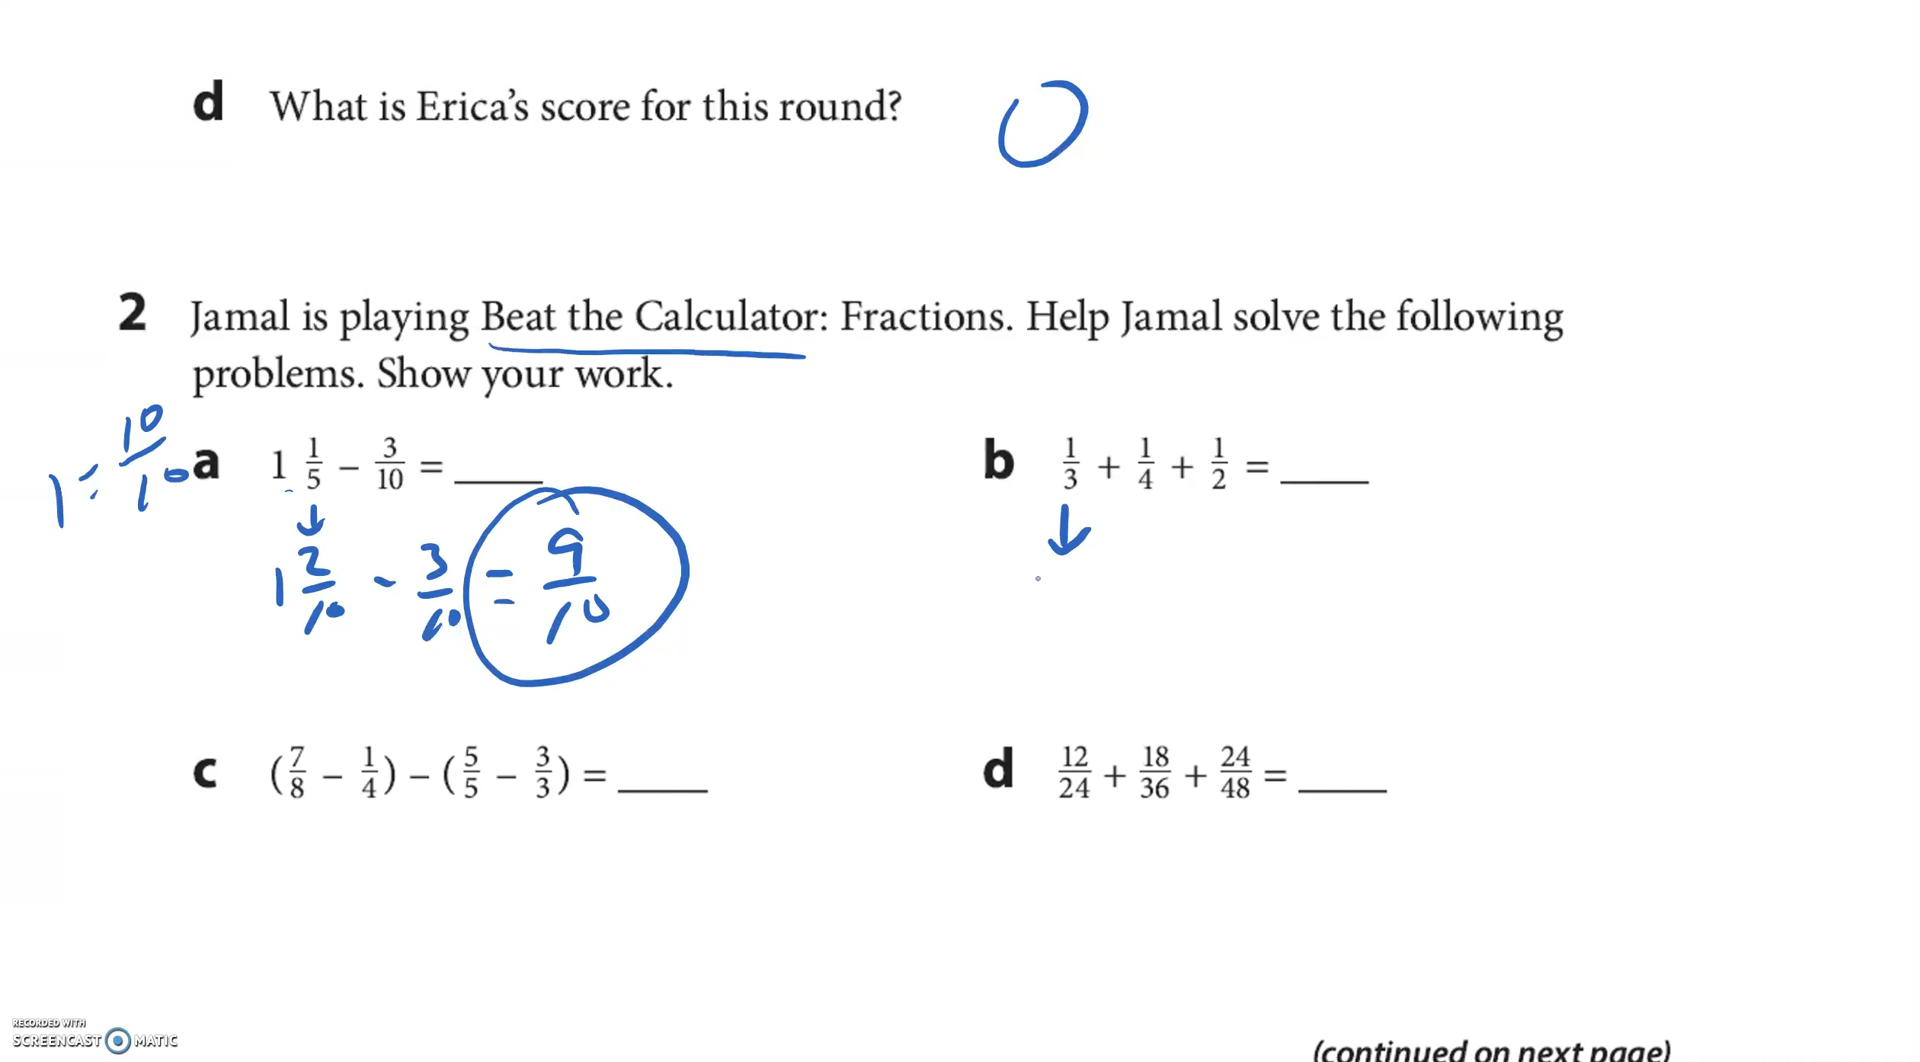 d What is Erica's score for this round? 0
2 Jamal is playing Beat the Calculator: Fractions. Help Jamal solve the following
problems. Show your work.
1 = 10/10
a 1 1/5 − 3/10 = ____
1 2/10 - 3/10 = 9/10
b 1/3 + 1/4 + 1/2 = ____
c (7/8 − 1/4) − (5/5 − 3/3) = ____
d 12/24 + 18/36 + 24/48 = ____
RECORDED WITH
SCREENCAST MATIC
(continued on next page)